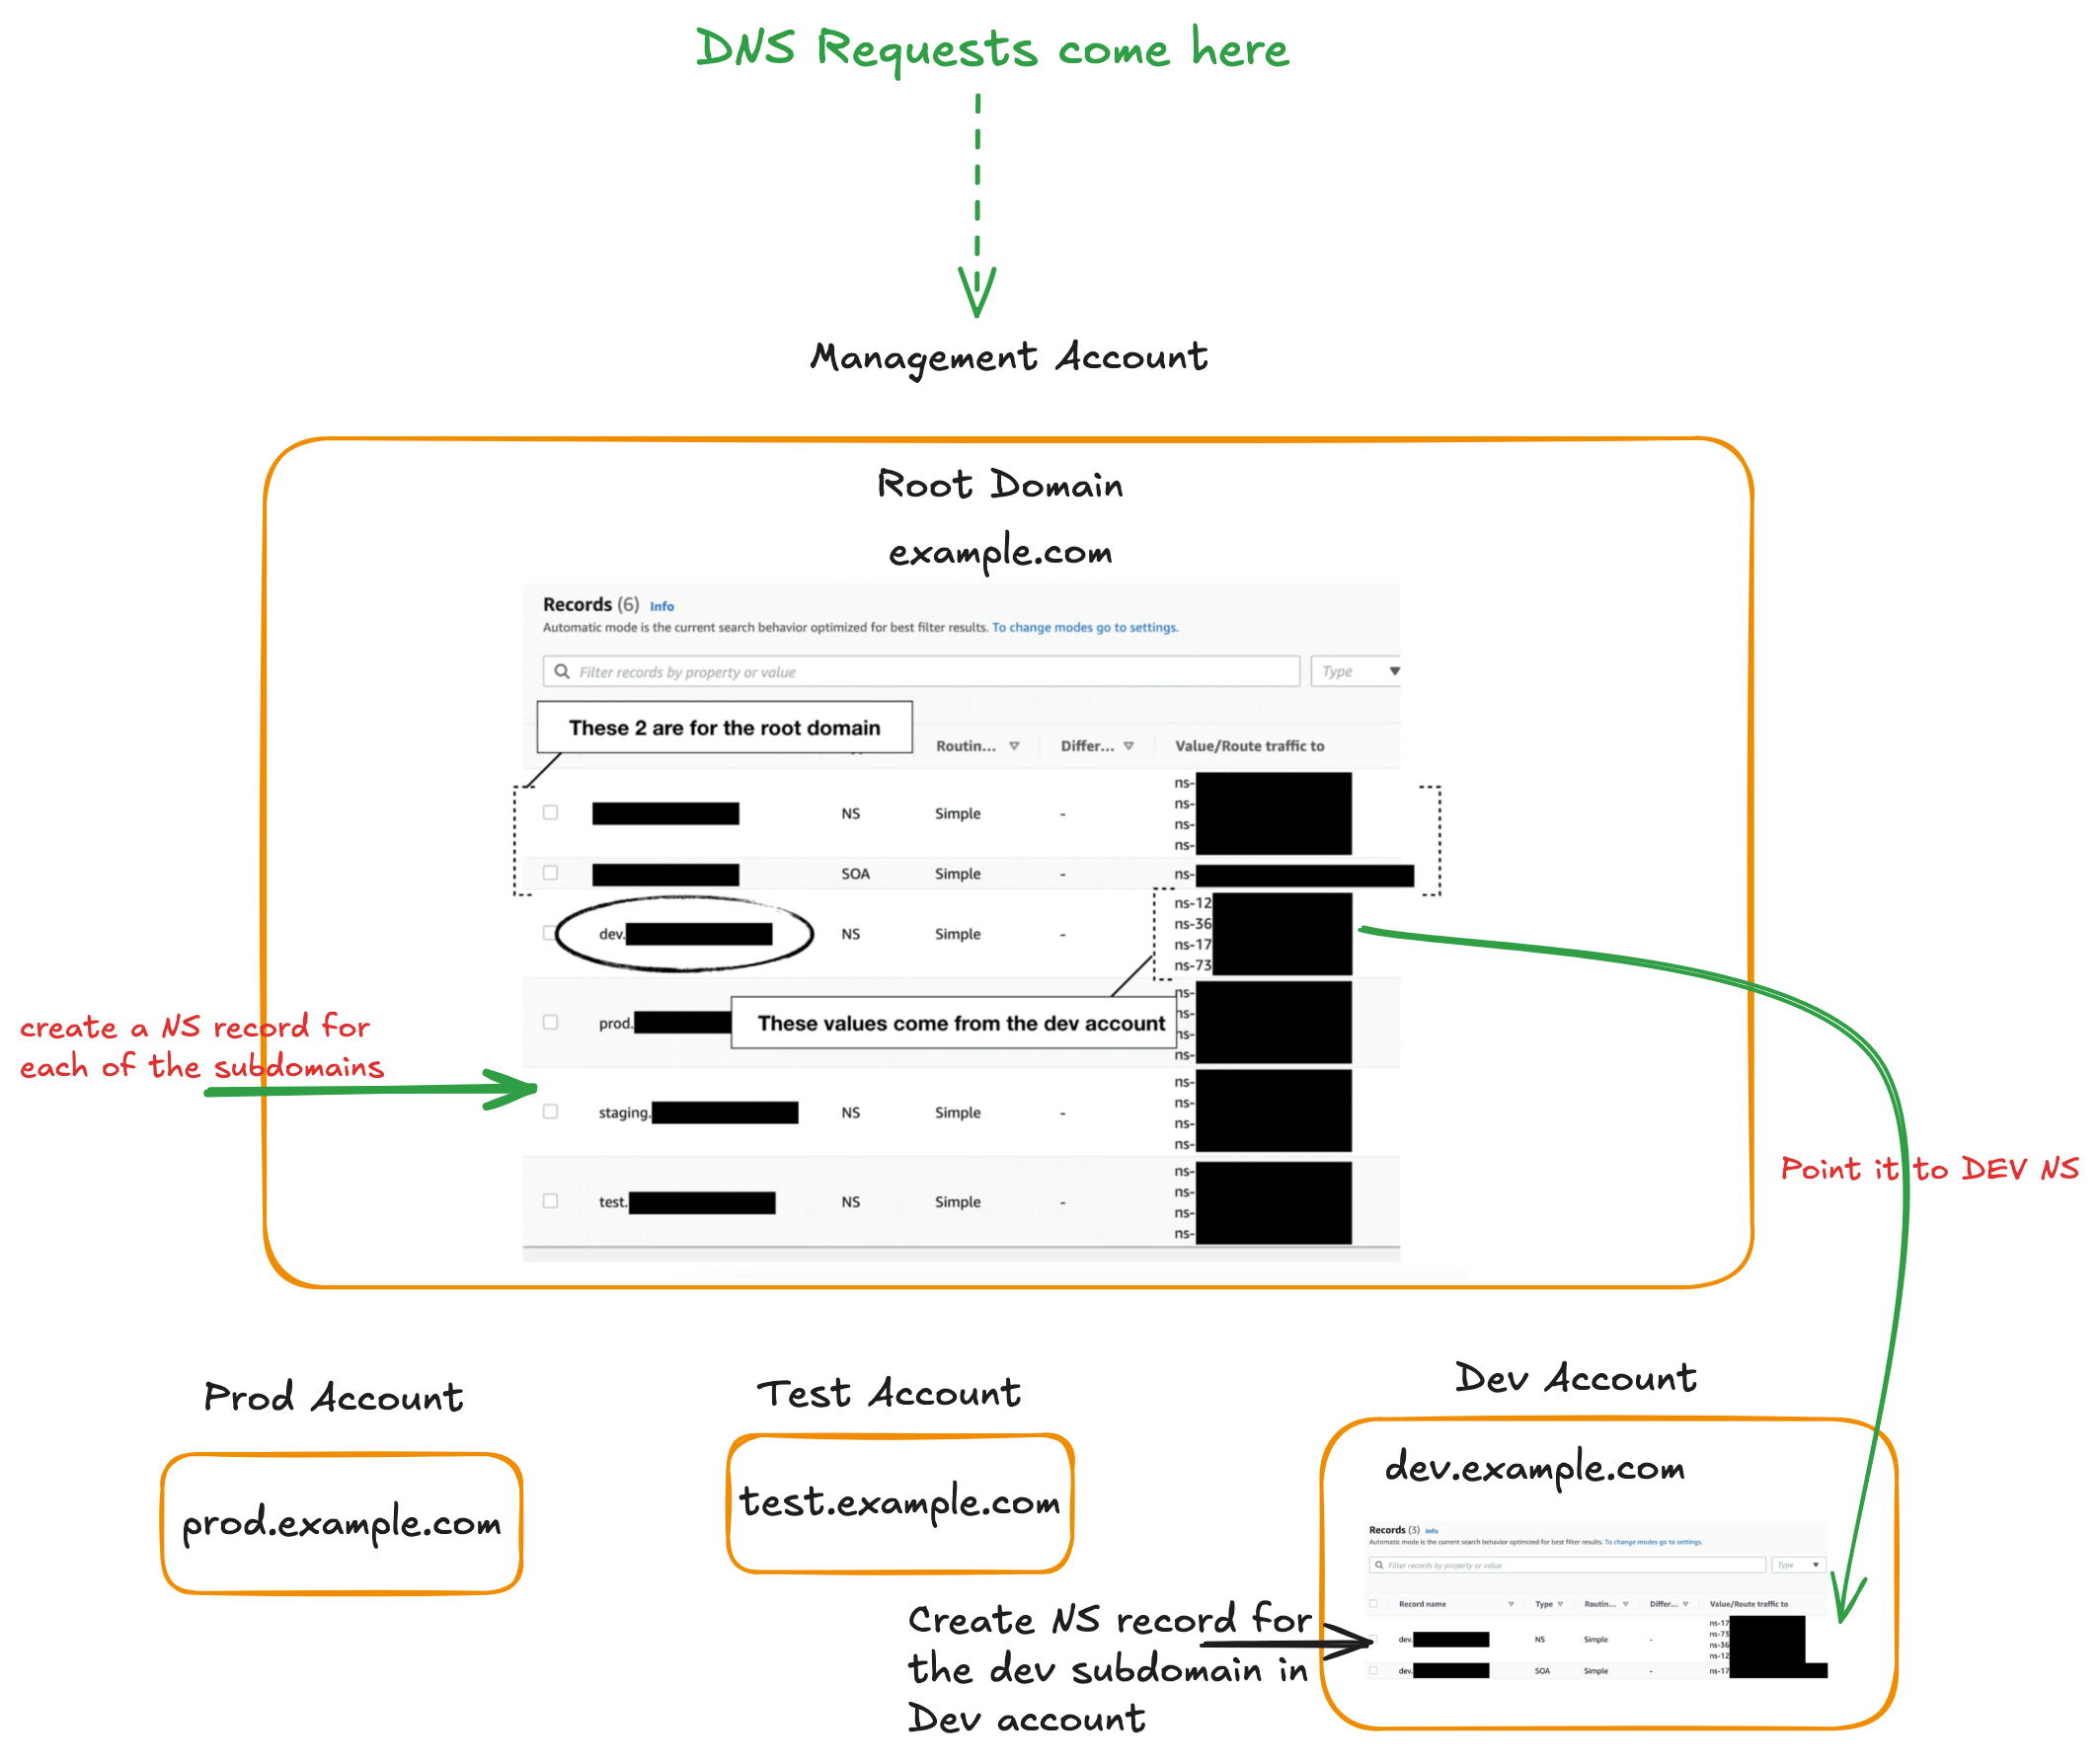 DNS Requests come here
Management Account
Root Domain
example.com
Records (6) Info
Automatic mode is the current search behavior optimized for best filter results. To change modes go to settings.
Filter records by property or value
Type
These 2 are for the root domain
Routin...
Differ...
Value/Route traffic to
NS
Simple
-
ns-
ns-
ns-
ns-
SOA
Simple
-
ns-
dev.
NS
Simple
-
ns-12
ns-36
ns-17
ns-73
These values come from the dev account
prod.
ns-
ns-
ns-
ns-
create a NS record for
each of the subdomains
staging.
NS
Simple
-
ns-
ns-
ns-
ns-
Point it to DEV NS
test.
NS
Simple
-
ns-
ns-
ns-
ns-
Prod Account
prod.example.com
Test Account
test.example.com
Dev Account
dev.example.com
Records (3) Info
Automatic mode is the current search behavior optimized for best filter results. To change modes go to settings.
Filter records by property or value
Type
Record name
Type
Routin...
Differ...
Value/Route traffic to
dev.
NS
Simple
-
ns-17
ns-73
ns-36
ns-12
dev.
SOA
Simple
-
ns-17
Create NS record for
the dev subdomain in
Dev account